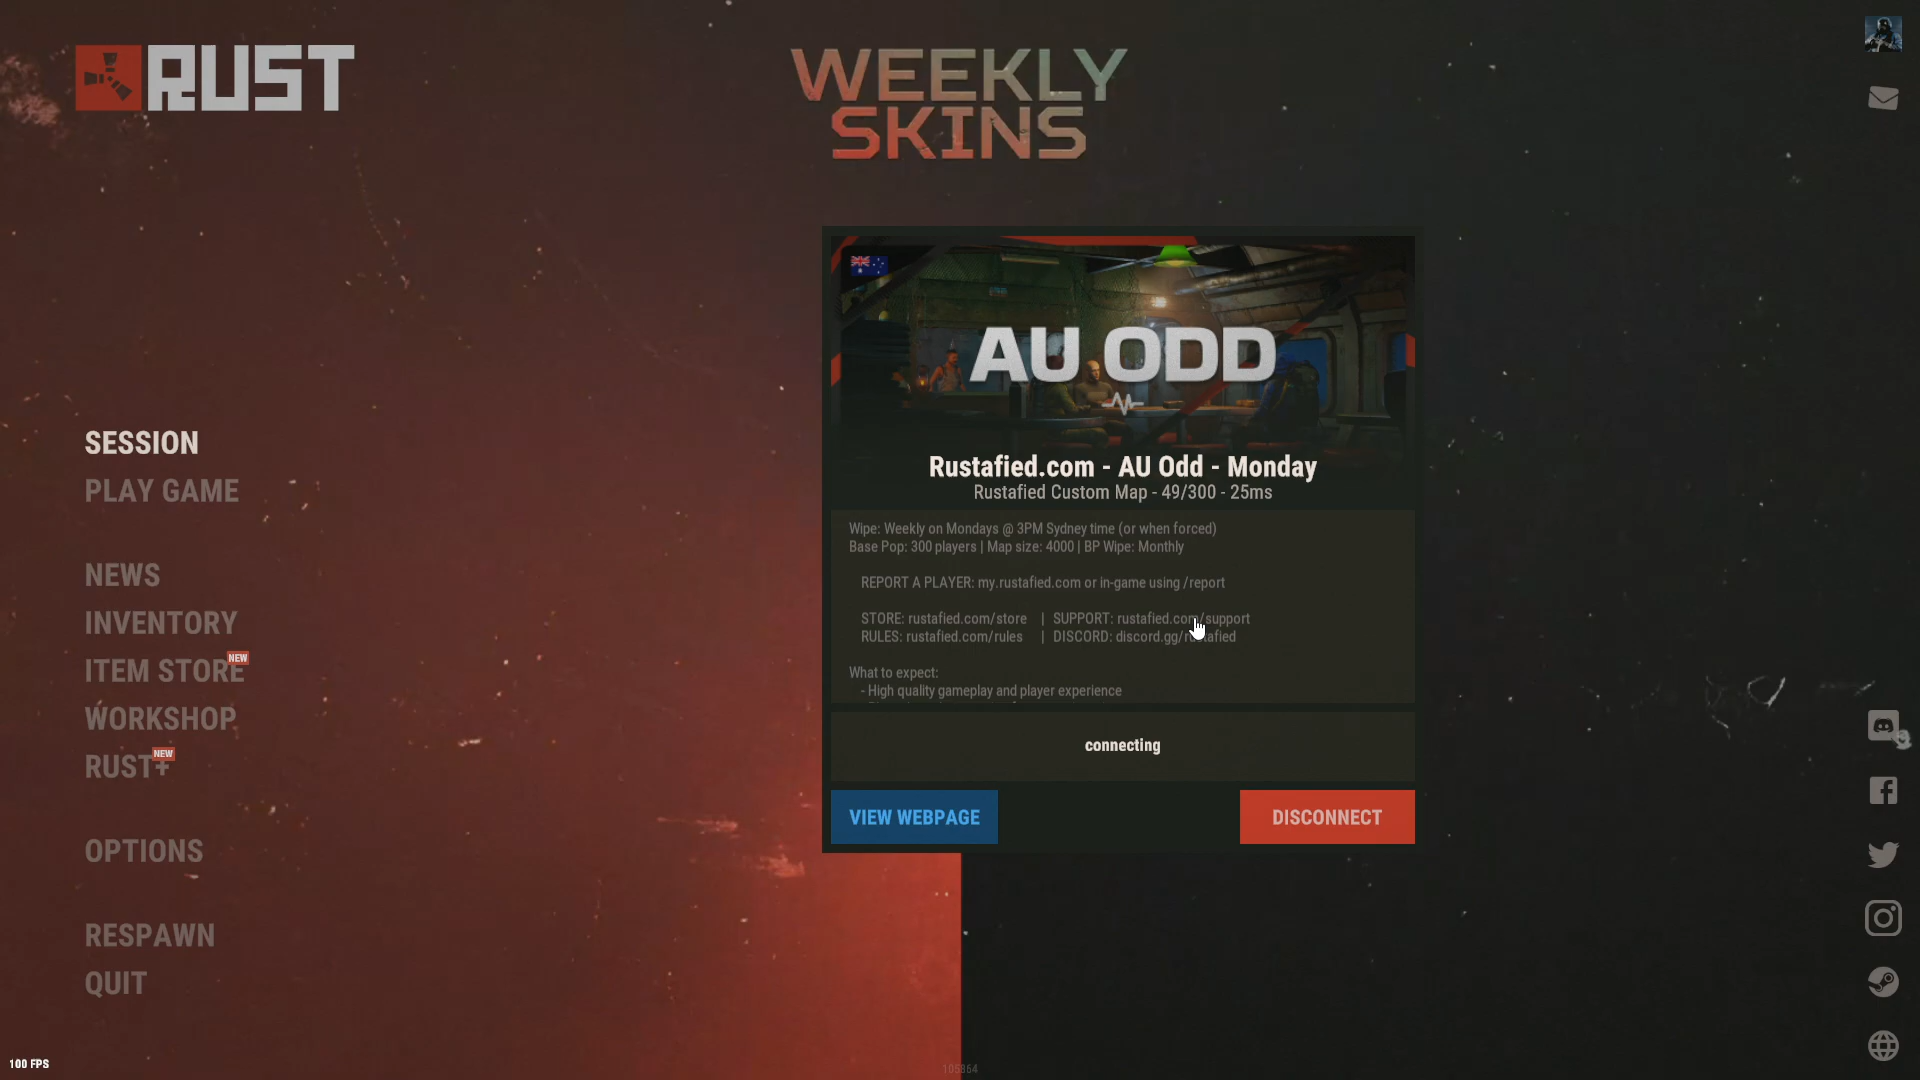 RUST
WEEKLY
SKINS
AU ODD
Rustafied.com - AU Odd - Monday
Rustafied Custom Map - 49/300 - 25ms
Wipe: Weekly on Mondays @ 3PM Sydney time (or when forced)
Base Pop: 300 players | Map size: 4000 | BP Wipe: Monthly
REPORT A PLAYER: my.rustafied.com or in-game using /report
STORE: rustafied.com/store | SUPPORT: rustafied.com/support
RULES: rustafied.com/rules | DISCORD: discord.gg/rustafied
What to expect:
- High quality gameplay and player experience
connecting
VIEW WEBPAGE
DISCONNECT
SESSION
PLAY GAME
NEWS
INVENTORY
ITEM STORE NEW
WORKSHOP
RUST+ NEW
OPTIONS
RESPAWN
QUIT
100 FPS
105864